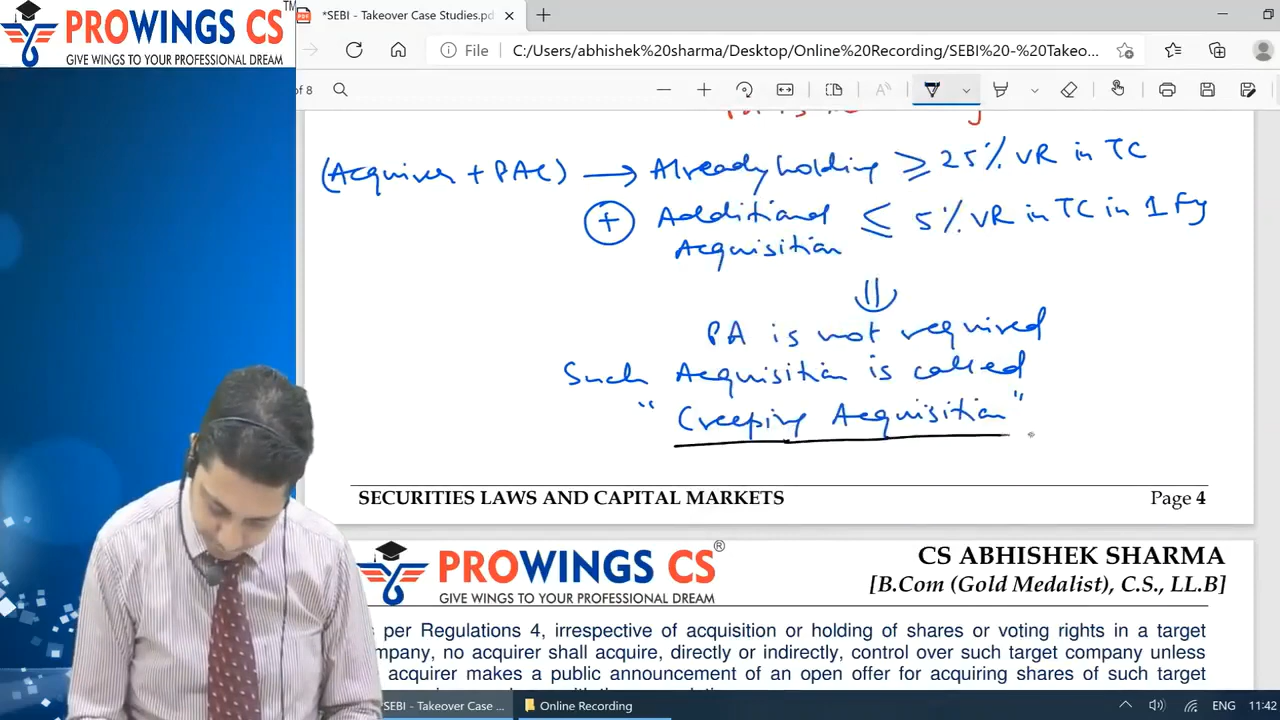 PROWINGS CS TM
GIVE WINGS TO YOUR PROFESSIONAL DREAM
*SEBI - Takeover Case Studies.pd
File C:/Users/abhishek%20sharma/Desktop/Online%20Recording/SEBI%20-%20Takeo...
of 8
PA is
(Acquirer + PAC) → Already holding ≥ 25% VR in TC
+ Additional ≤ 5% VR in TC in 1 Fy
Acquisition
⇓
PA is not required
Such Acquisition is called
"Creeping Acquisition"
SECURITIES LAWS AND CAPITAL MARKETS Page 4
PROWINGS CS ®
GIVE WINGS TO YOUR PROFESSIONAL DREAM
CS ABHISHEK SHARMA
[B.Com (Gold Medalist), C.S., LL.B]
per Regulations 4, irrespective of acquisition or holding of shares or voting rights in a target
mpany, no acquirer shall acquire, directly or indirectly, control over such target company unless
acquirer makes a public announcement of an open offer for acquiring shares of such target
*SEBI - Takeover Case ... Online Recording ENG 11:42